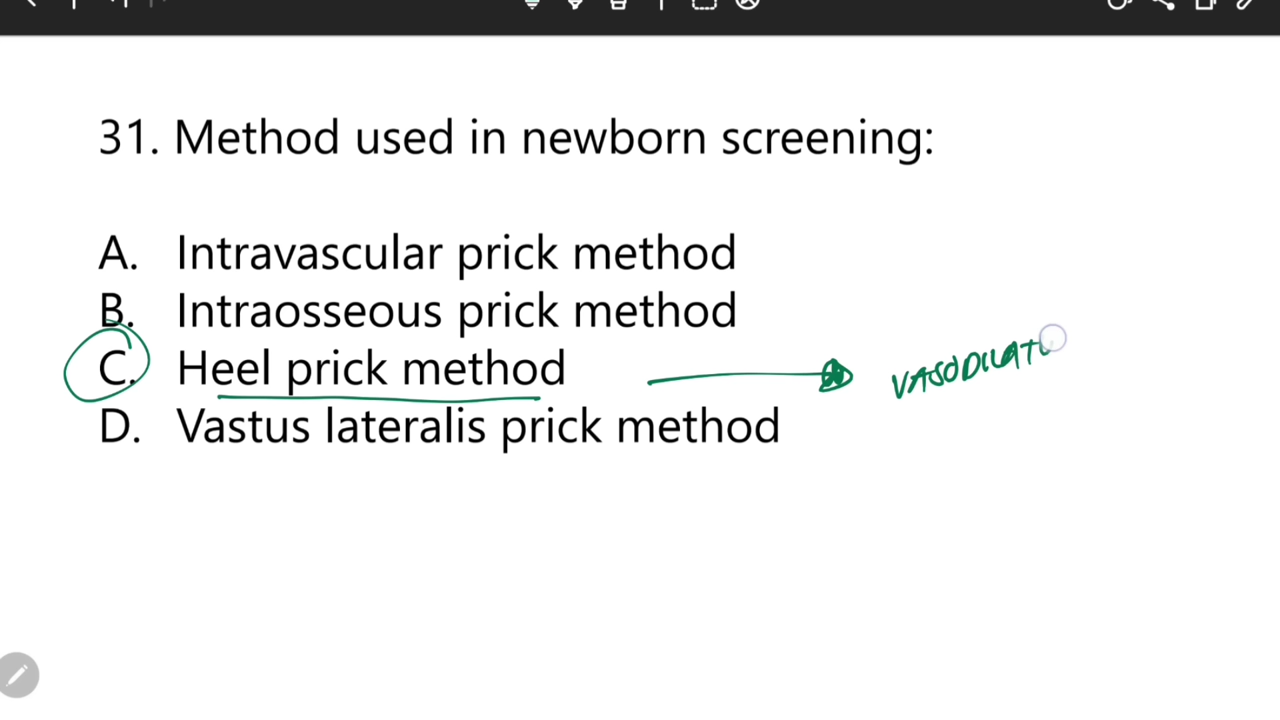 31. Method used in newborn screening:
A. Intravascular prick method
B. Intraosseous prick method
C. Heel prick method
VASODILAT
D. Vastus lateralis prick method